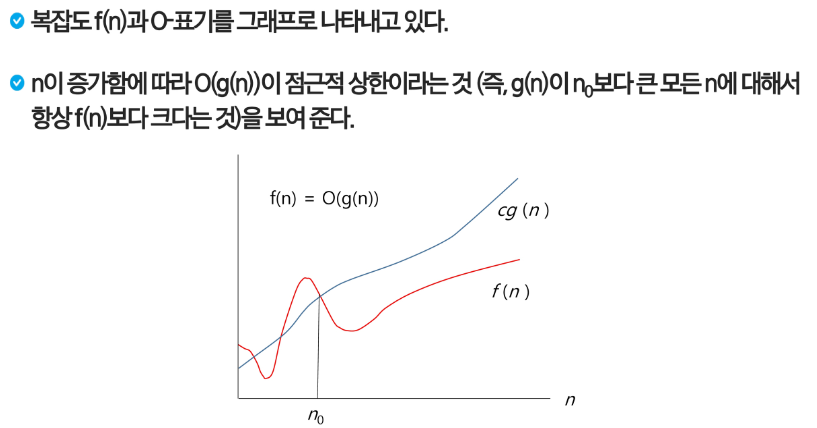 복잡도 f(n)과 O-표기를 그래프로 나타내고 있다.
n이 증가함에 따라 O(g(n))이 점근적 상한이라는 것 (즉, g(n)이 n₀보다 큰 모든 n에 대해서
항상 f(n)보다 크다는 것)을 보여 준다.
f(n) = O(g(n))
cg (n)
f (n)
n
n₀